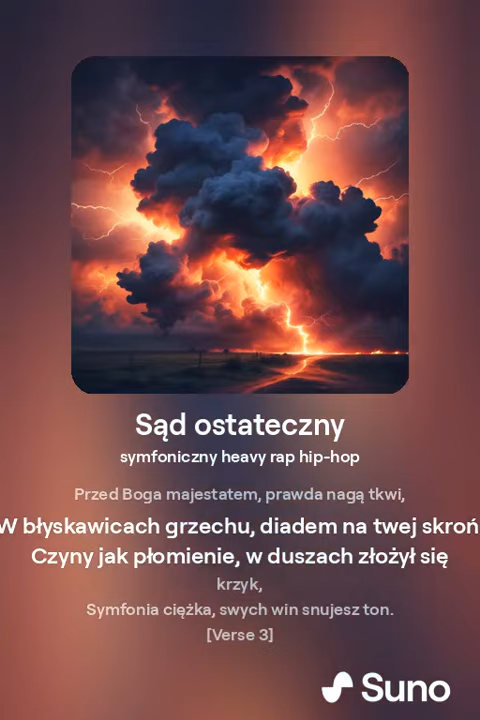 Sąd ostateczny
symfoniczny heavy rap hip-hop
Przed Boga majestatem, prawda nagą tkwi,
W błyskawicach grzechu, diadem na twej skroń
Czyny jak płomienie, w duszach złożył się
krzyk,
Symfonia ciężka, swych win snujesz ton.
[Verse 3]
Suno